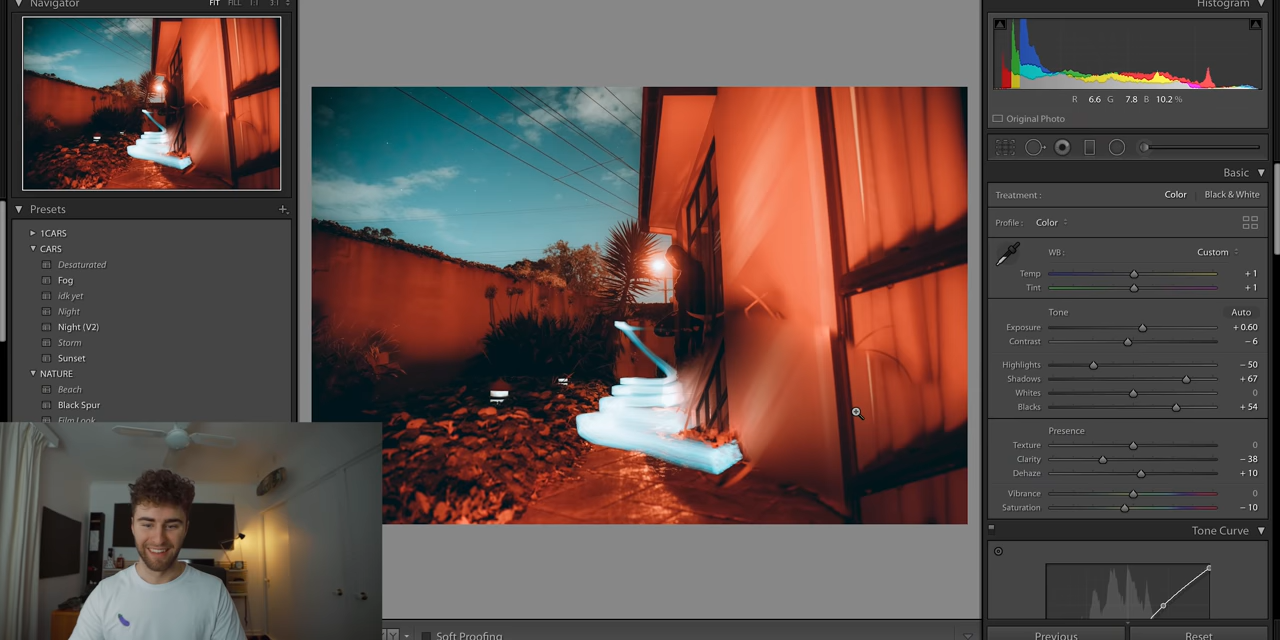 Navigator
FIT FILL 1:1 3:1
Presets
1CARS
CARS
Desaturated
Fog
idk yet
Night
Night (V2)
Storm
Sunset
NATURE
Beach
Black Spur
Film Look
Soft Proofing
Histogram
R 6.6 G 7.8 B 10.2 %
Original Photo
Basic
Treatment : Color Black & White
Profile : Color
WB : Custom
Temp + 1
Tint + 1
Tone Auto
Exposure + 0.60
Contrast – 6
Highlights – 50
Shadows + 67
Whites 0
Blacks + 54
Presence
Texture 0
Clarity – 38
Dehaze + 10
Vibrance 0
Saturation – 10
Tone Curve
Previous Reset